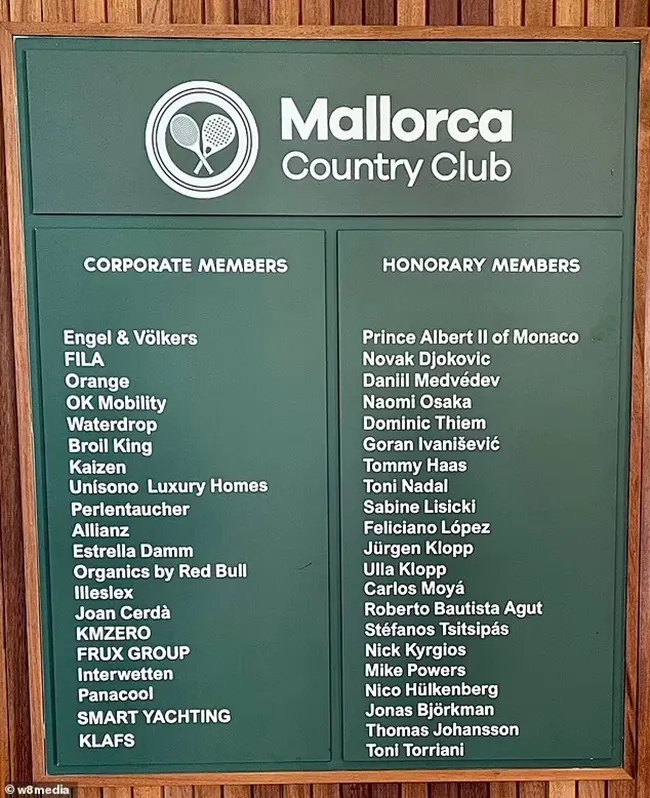 Mallorca
Country Club
CORPORATE MEMBERS
Engel & Völkers
FILA
Orange
OK Mobility
Waterdrop
Broil King
Kaizen
Unísono Luxury Homes
Perlentaucher
Allianz
Estrella Damm
Organics by Red Bull
Illeslex
Joan Cerdà
KMZERO
FRUX GROUP
Interwetten
Panacool
SMART YACHTING
KLAFS
HONORARY MEMBERS
Prince Albert II of Monaco
Novak Djokovic
Daniil Medvédev
Naomi Osaka
Dominic Thiem
Goran Ivanišević
Tommy Haas
Toni Nadal
Sabine Lisicki
Feliciano López
Jürgen Klopp
Ulla Klopp
Carlos Moyá
Roberto Bautista Agut
Stéfanos Tsitsipás
Nick Kyrgios
Mike Powers
Nico Hülkenberg
Jonas Björkman
Thomas Johansson
Toni Torriani
© w8media